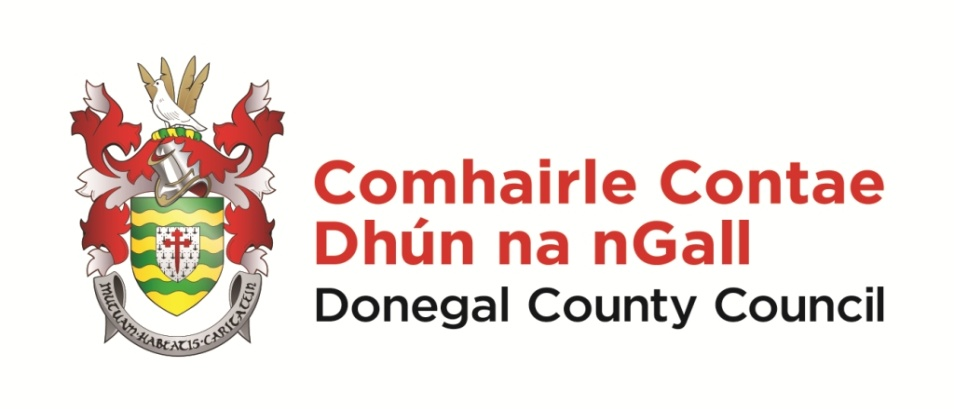 Comhairle Contae
Dhún na nGall
Donegal County Council
MUTUAM·HABEATIS·CARITATEM